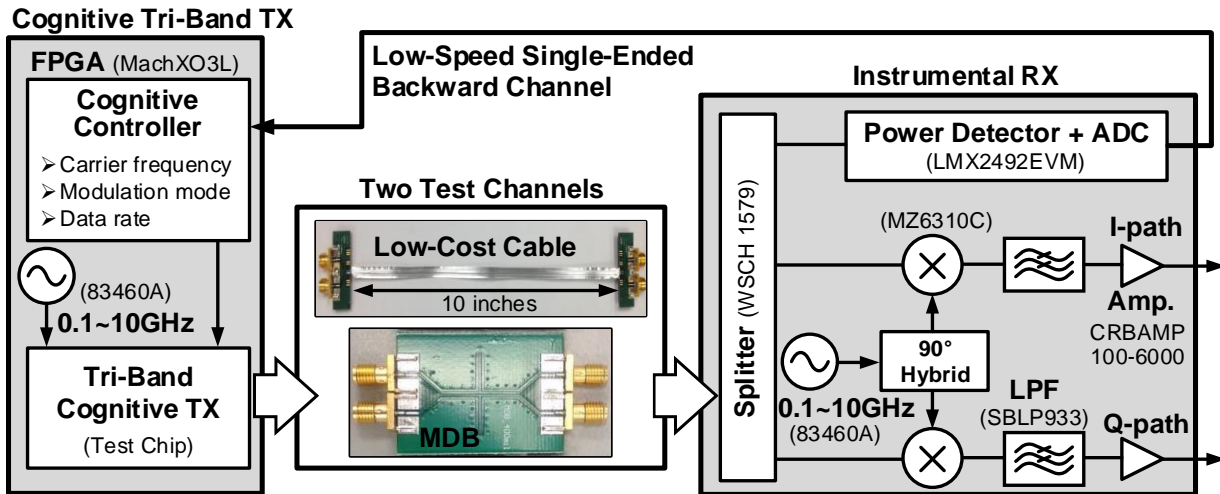 Cognitive Tri-Band TX
FPGA (MachXO3L)
Cognitive
Controller
➢ Carrier frequency
➢ Modulation mode
➢ Data rate
(83460A)
0.1~10GHz
Tri-Band
Cognitive TX
(Test Chip)
Low-Speed Single-Ended
Backward Channel
Two Test Channels
Low-Cost Cable
10 inches
MDB
Instrumental RX
Splitter (WSCH 1579)
Power Detector + ADC
(LMX2492EVM)
(MZ6310C)
I-path
Amp.
CRBAMP
100-6000
90°
Hybrid
0.1~10GHz
(83460A)
LPF
(SBLP933)
Q-path